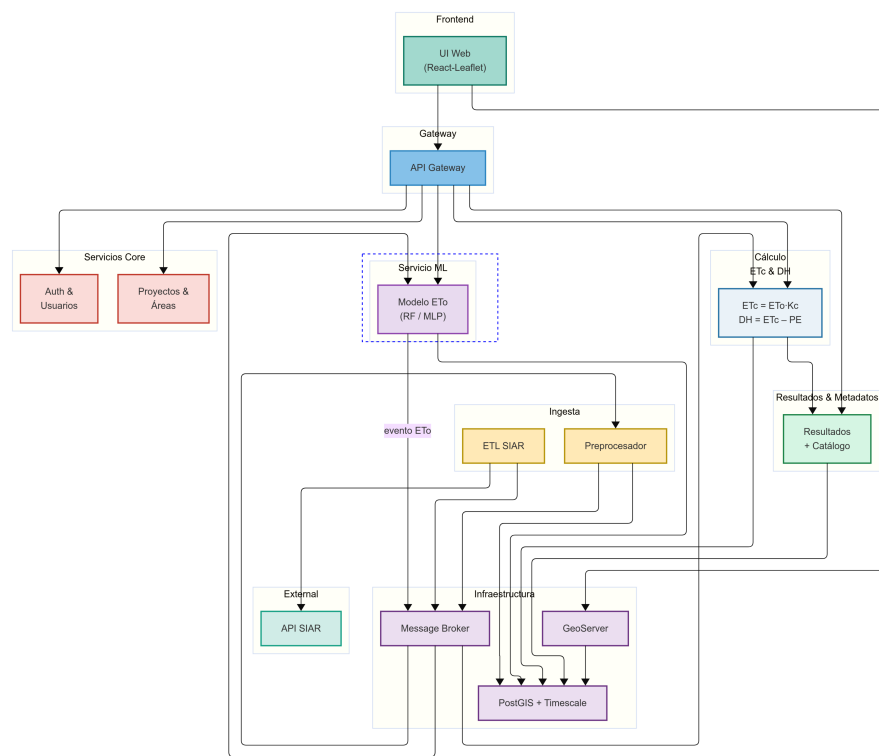 Frontend
UI Web
(React-Leaflet)
Gateway
API Gateway
Servicios Core
Auth &
Usuarios
Proyectos &
Áreas
Servicio ML
Modelo ETo
(RF / MLP)
Cálculo
ETc & DH
ETc = ETo·Kc
DH = ETc – PE
Resultados & Metadatos
Resultados
+ Catálogo
evento ETo
Ingesta
ETL SIAR
Preprocesador
External
API SIAR
Infraestructura
Message Broker
GeoServer
PostGIS + Timescale